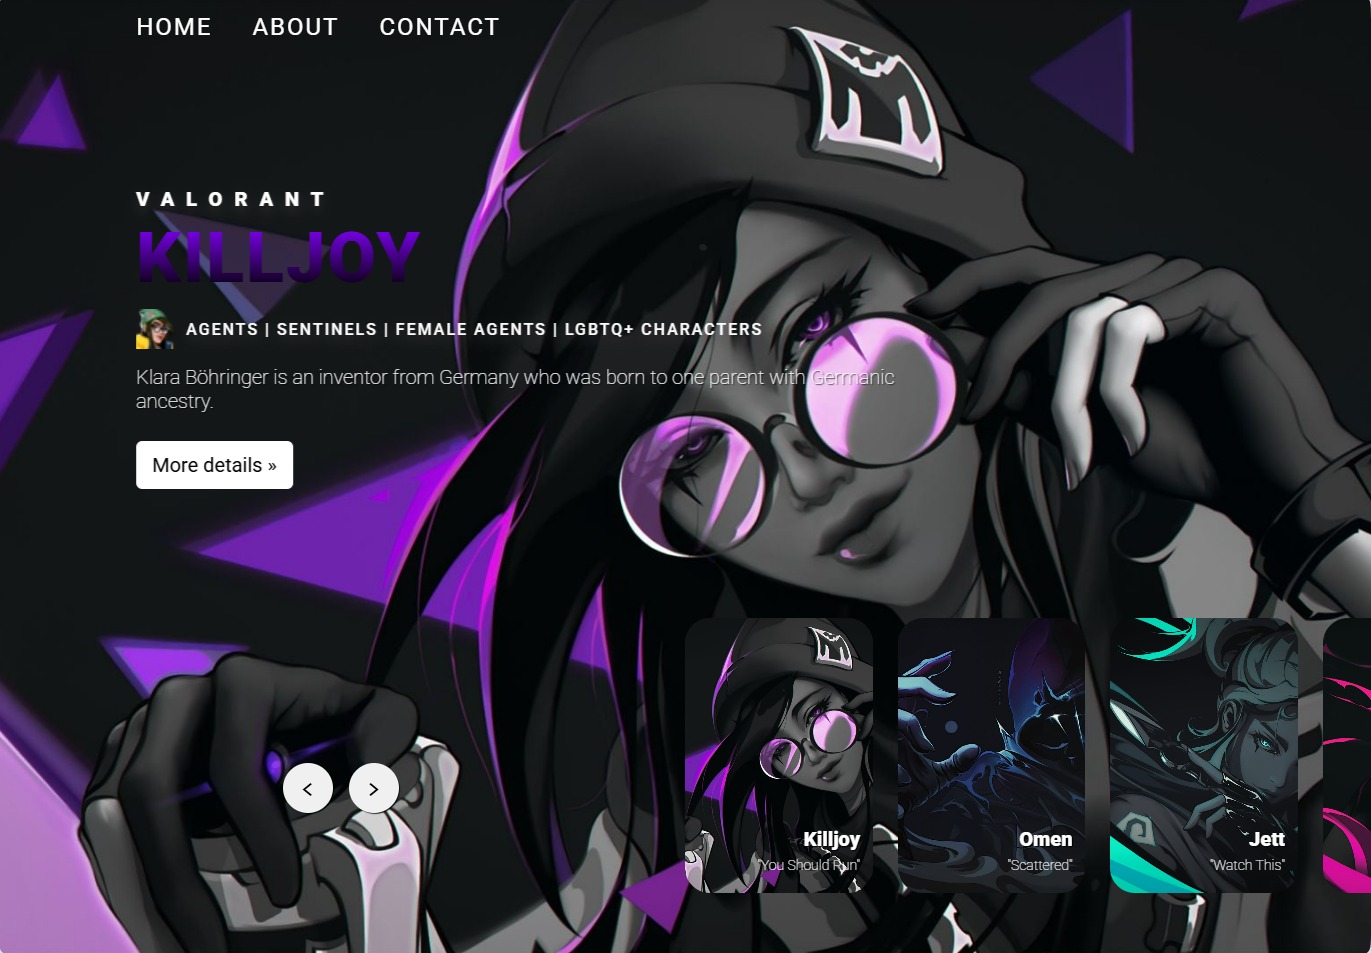 HOME ABOUT CONTACT
VALORANT
KILLJOY
AGENTS | SENTINELS | FEMALE AGENTS | LGBTQ+ CHARACTERS
Klara Böhringer is an inventor from Germany who was born to one parent with Germanic
ancestry.
More details »
Killjoy
"You Should Run"
Omen
"Scattered"
Jett
"Watch This"